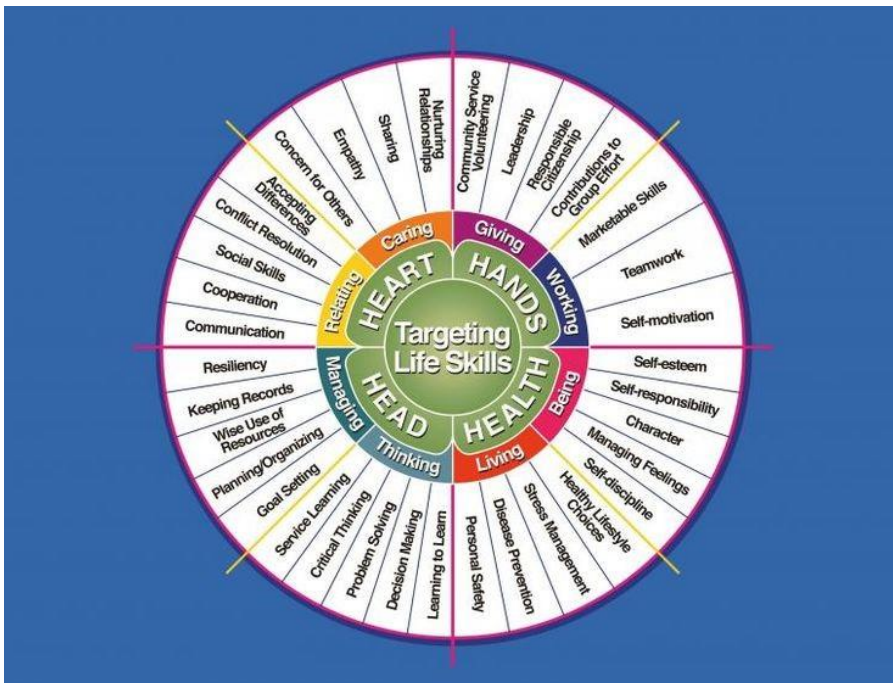 Targeting
Life Skills
HEART
HANDS
HEALTH
HEAD
Caring
Giving
Working
Being
Living
Thinking
Managing
Relating
Nurturing
Relationships
Sharing
Empathy
Concern for Others
Accepting
Differences
Conflict Resolution
Social Skills
Cooperation
Communication
Community Service
Volunteering
Leadership
Responsible
Citizenship
Contributions to
Group Effort
Marketable Skills
Teamwork
Self-motivation
Self-esteem
Self-responsibility
Character
Managing Feelings
Self-discipline
Healthy Lifestyle
Choices
Stress Management
Disease Prevention
Personal Safety
Learning to Learn
Decision Making
Problem Solving
Critical Thinking
Service Learning
Goal Setting
Planning/Organizing
Wise Use of
Resources
Keeping Records
Resiliency